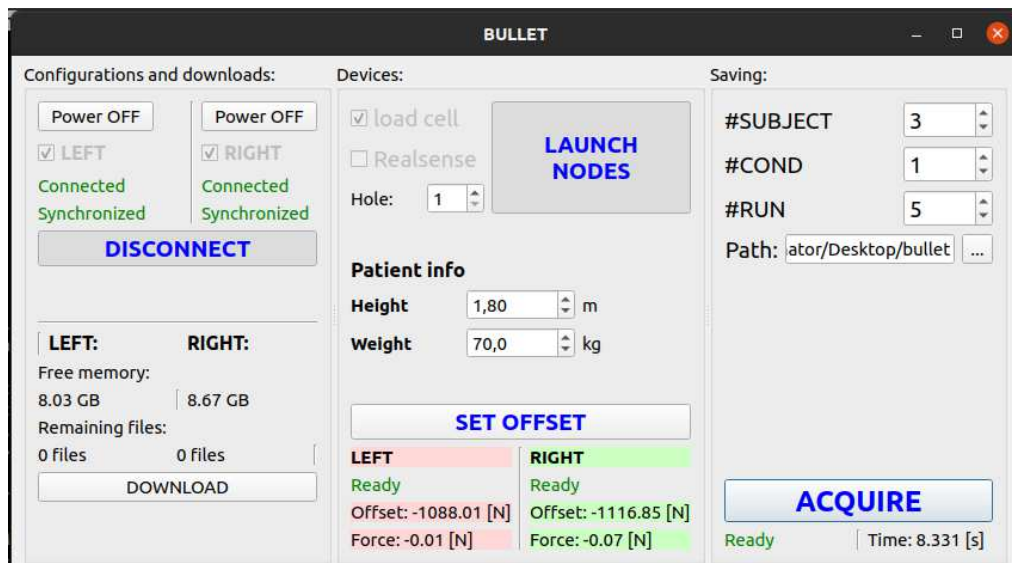 BULLET
Configurations and downloads:
Power OFF Power OFF
LEFT RIGHT
Connected Connected
Synchronized Synchronized
DISCONNECT
LEFT: RIGHT:
Free memory:
8.03 GB 8.67 GB
Remaining files:
0 files 0 files
DOWNLOAD
Devices:
load cell
Realsense
Hole: 1
LAUNCH
NODES
Patient info
Height 1,80 m
Weight 70,0 kg
SET OFFSET
LEFT RIGHT
Ready Ready
Offset: -1088.01 [N] Offset: -1116.85 [N]
Force: -0.01 [N] Force: -0.07 [N]
Saving:
#SUBJECT 3
#COND 1
#RUN 5
Path: ator/Desktop/bullet ...
ACQUIRE
Ready Time: 8.331 [s]